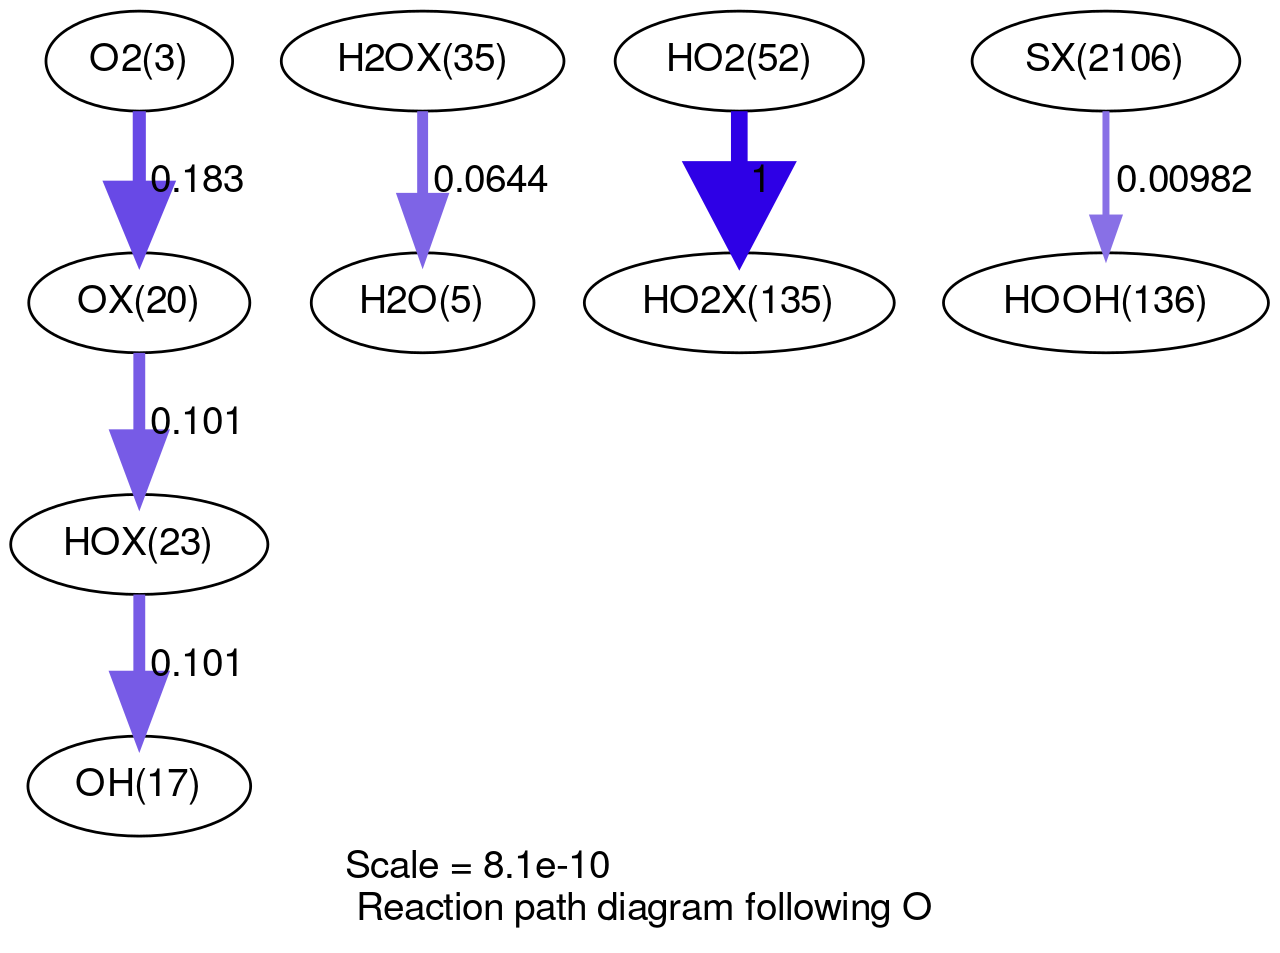 O2(3)
H2OX(35)
HO2(52)
SX(2106)
0.183
0.0644
1
0.00982
OX(20)
H2O(5)
HO2X(135)
HOOH(136)
0.101
HOX(23)
0.101
OH(17)
Scale = 8.1e-10
Reaction path diagram following O